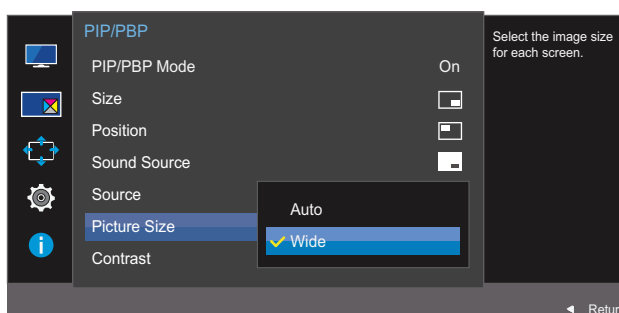 PIP/PBP
Select the image size
for each screen.
PIP/PBP Mode On
Size
Position
Sound Source
Source
Picture Size
Contrast
Auto
Wide